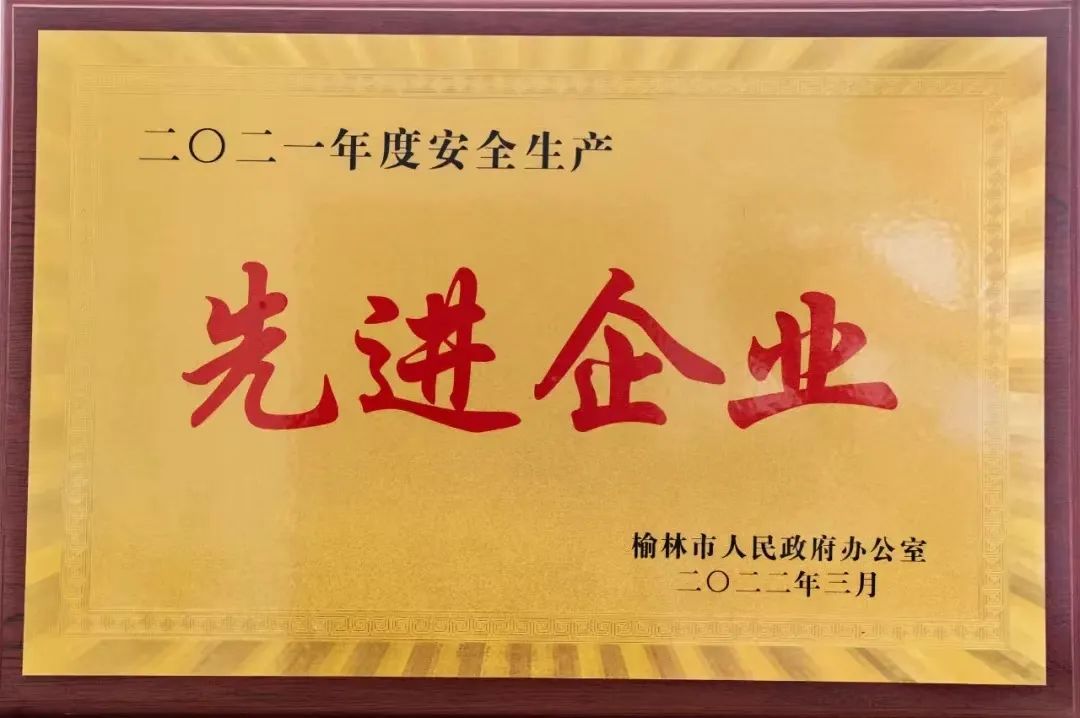 二〇二一年度安全生产
先进企业
榆林市人民政府办公室
二〇二二年三月